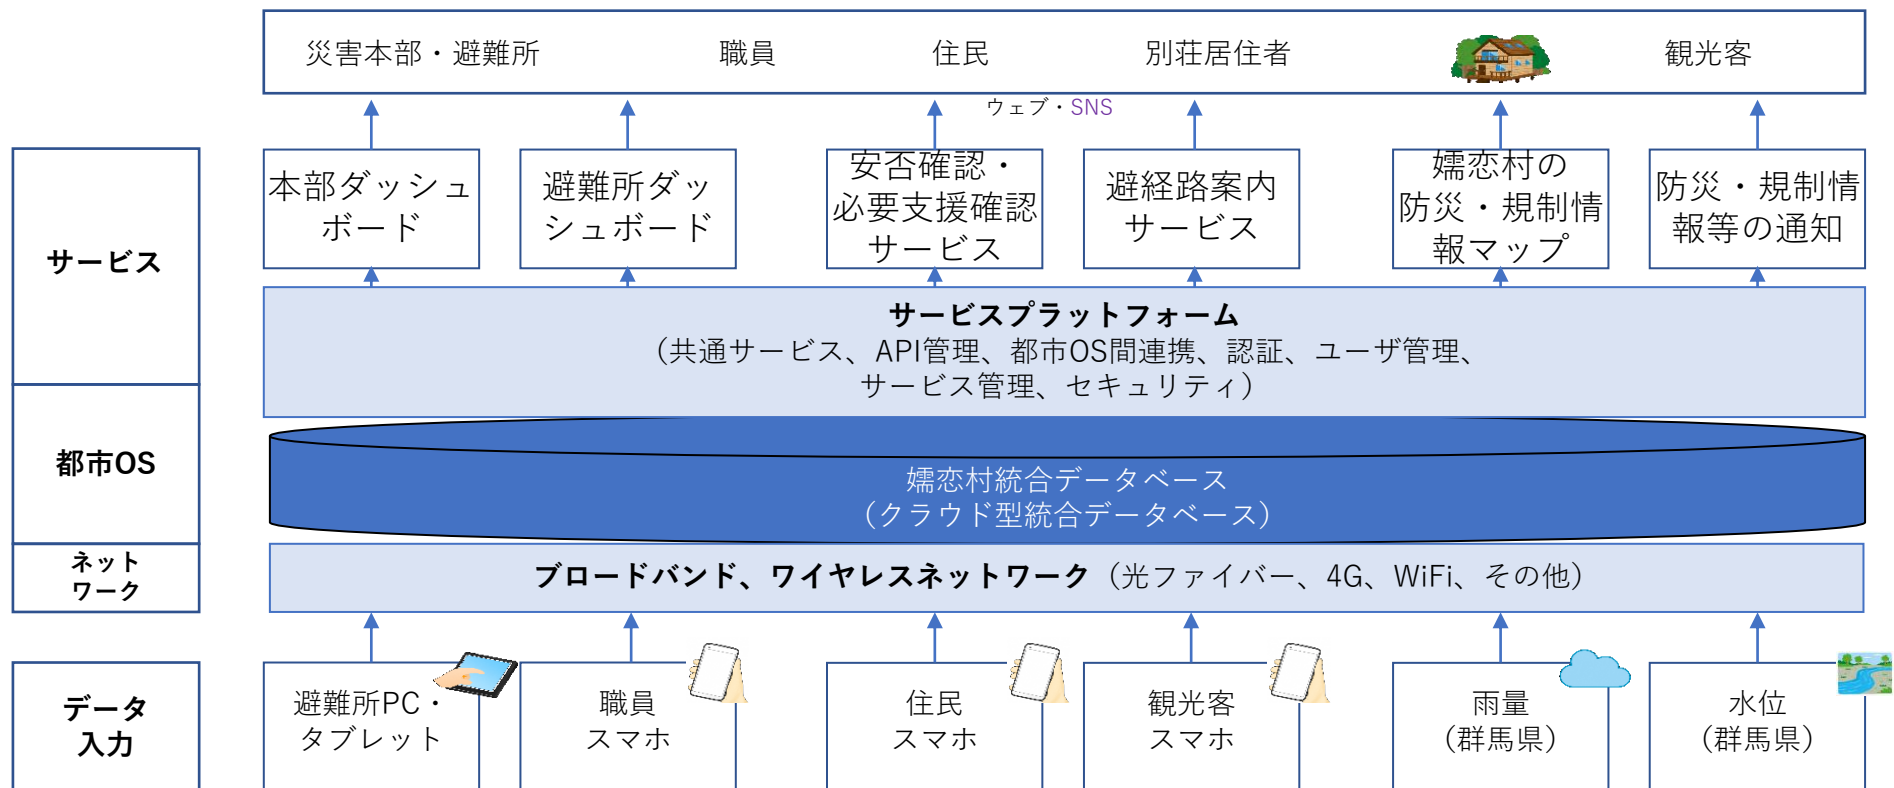 災害本部・避難所 職員 住民 別荘居住者 観光客
ウェブ・SNS
サービス
本部ダッシュ
ボード
避難所ダッ
シュボード
安否確認・
必要支援確認
サービス
避経路案内
サービス
嬬恋村の
防災・規制情
報マップ
防災・規制情
報等の通知
サービスプラットフォーム
（共通サービス、API管理、都市OS間連携、認証、ユーザ管理、
サービス管理、セキュリティ）
都市OS
嬬恋村統合データベース
（クラウド型統合データベース）
ネット
ワーク
ブロードバンド、ワイヤレスネットワーク（光ファイバー、4G、WiFi、その他）
データ
入力
避難所PC・
タブレット
職員
スマホ
住民
スマホ
観光客
スマホ
雨量
（群馬県）
水位
（群馬県）